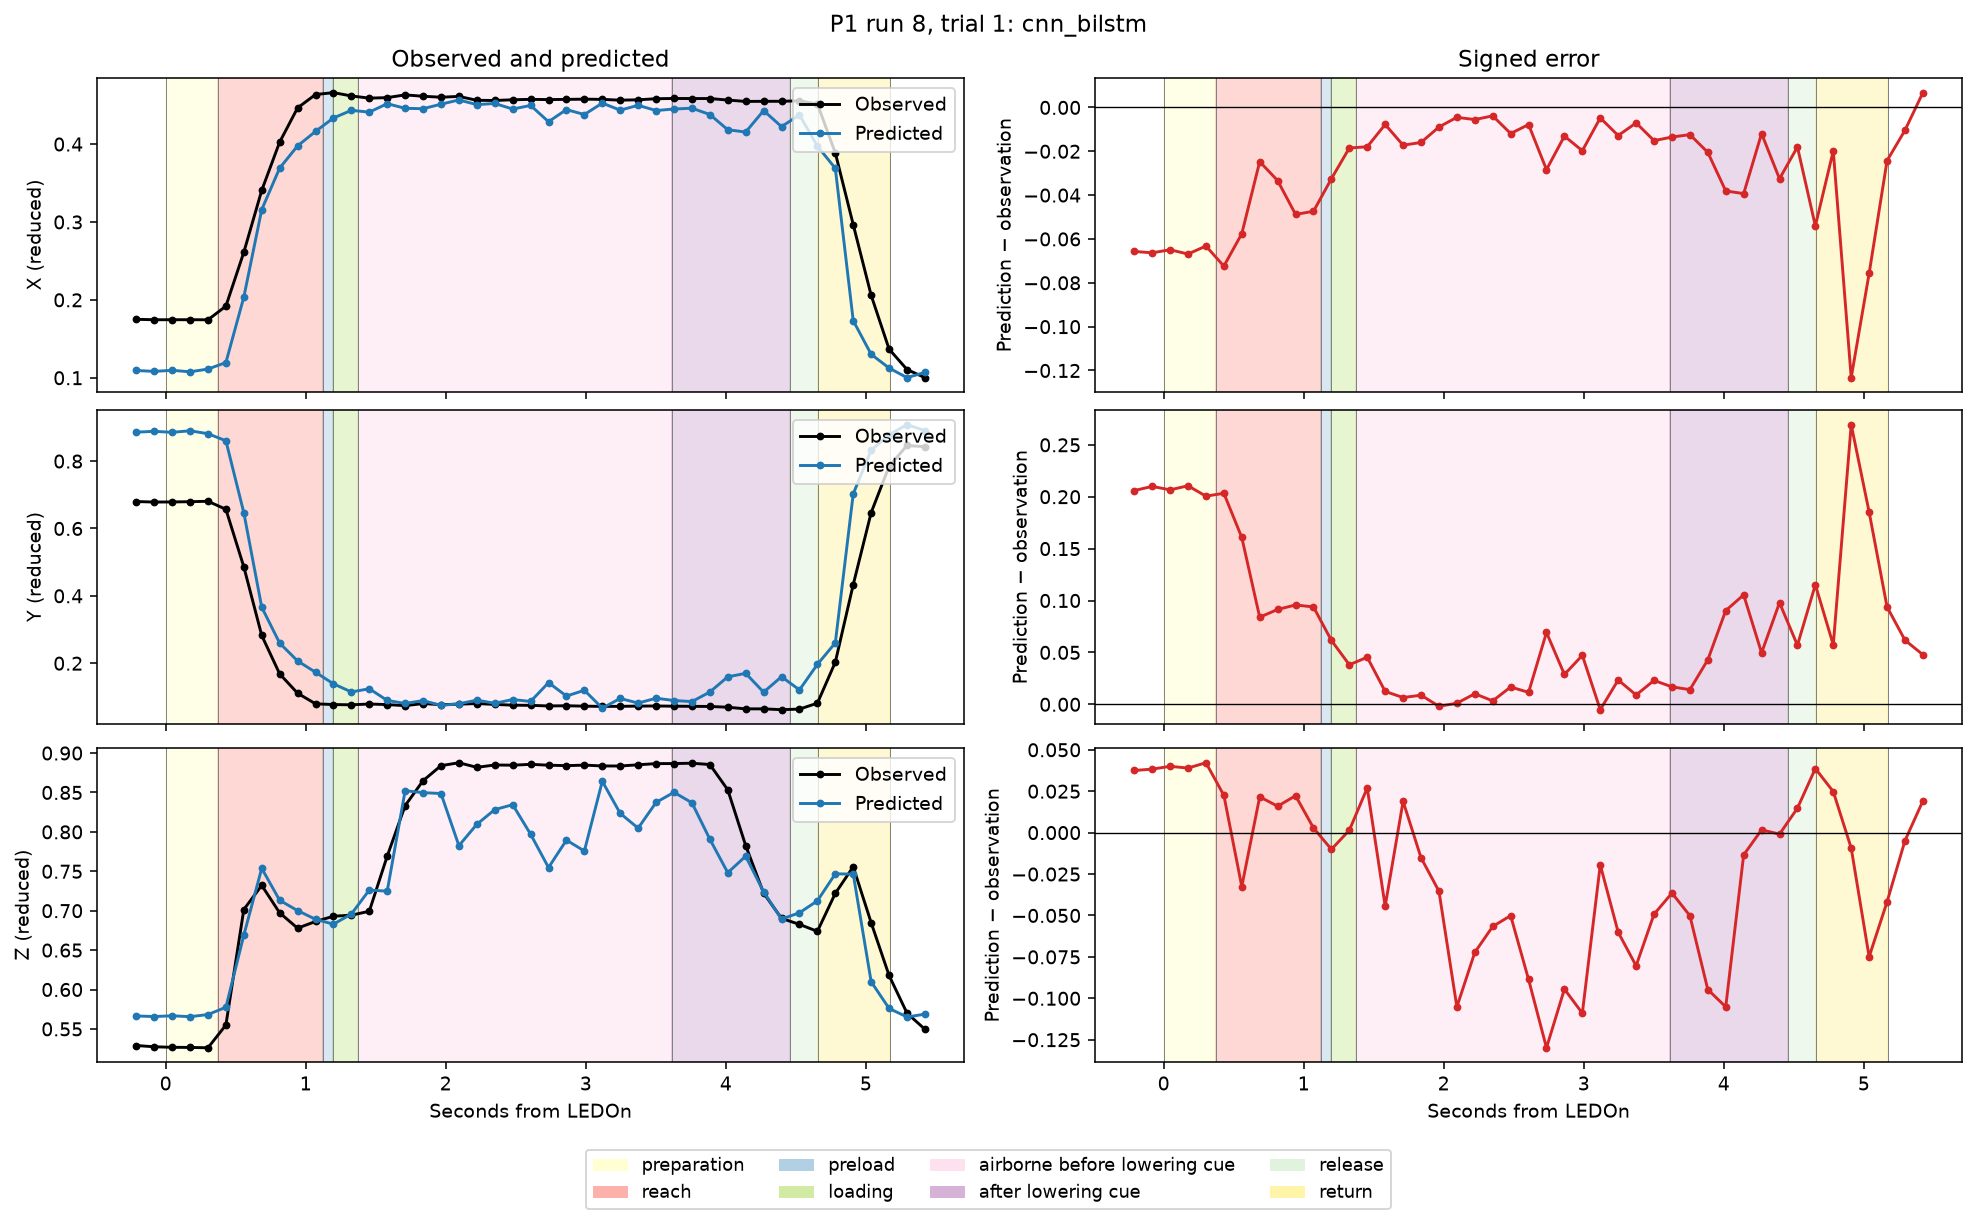 P1 run 8, trial 1: cnn_bilstm
Observed and predicted
Signed error
X (reduced)
0.4
0.3
0.2
0.1
Observed
Predicted
Prediction − observation
0.00
−0.02
−0.04
−0.06
−0.08
−0.10
−0.12
Y (reduced)
0.8
0.6
0.4
0.2
Observed
Predicted
Prediction − observation
0.25
0.20
0.15
0.10
0.05
0.00
Z (reduced)
0.90
0.85
0.80
0.75
0.70
0.65
0.60
0.55
Observed
Predicted
0 1 2 3 4 5
Seconds from LEDOn
Prediction − observation
0.050
0.025
0.000
−0.025
−0.050
−0.075
−0.100
−0.125
0 1 2 3 4 5
Seconds from LEDOn
preparation preload airborne before lowering cue release
reach loading after lowering cue return